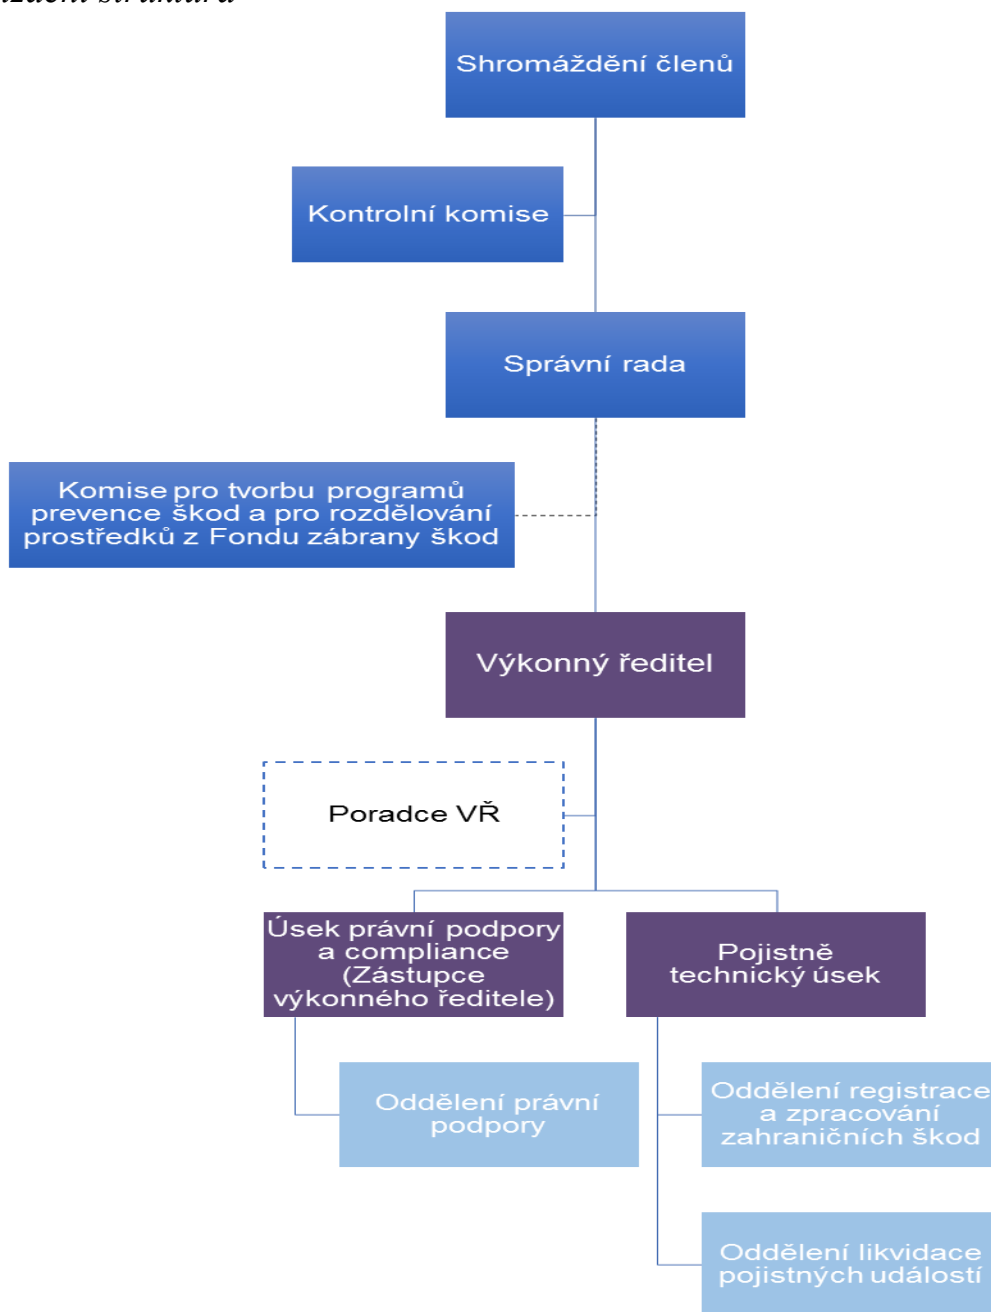 struktura
Shromáždění členů
Kontrolní komise
Správní rada
Komise pro tvorbu programů
prevence škod a pro rozdělování
prostředků z Fondu zábrany škod
Výkonný ředitel
Poradce VŘ
Úsek právní podpory
a compliance
(Zástupce
výkonného ředitele)
Pojistně
technický úsek
Oddělení právní
podpory
Oddělení registrace
a zpracování
zahraničních škod
Oddělení likvidace
pojistných událostí